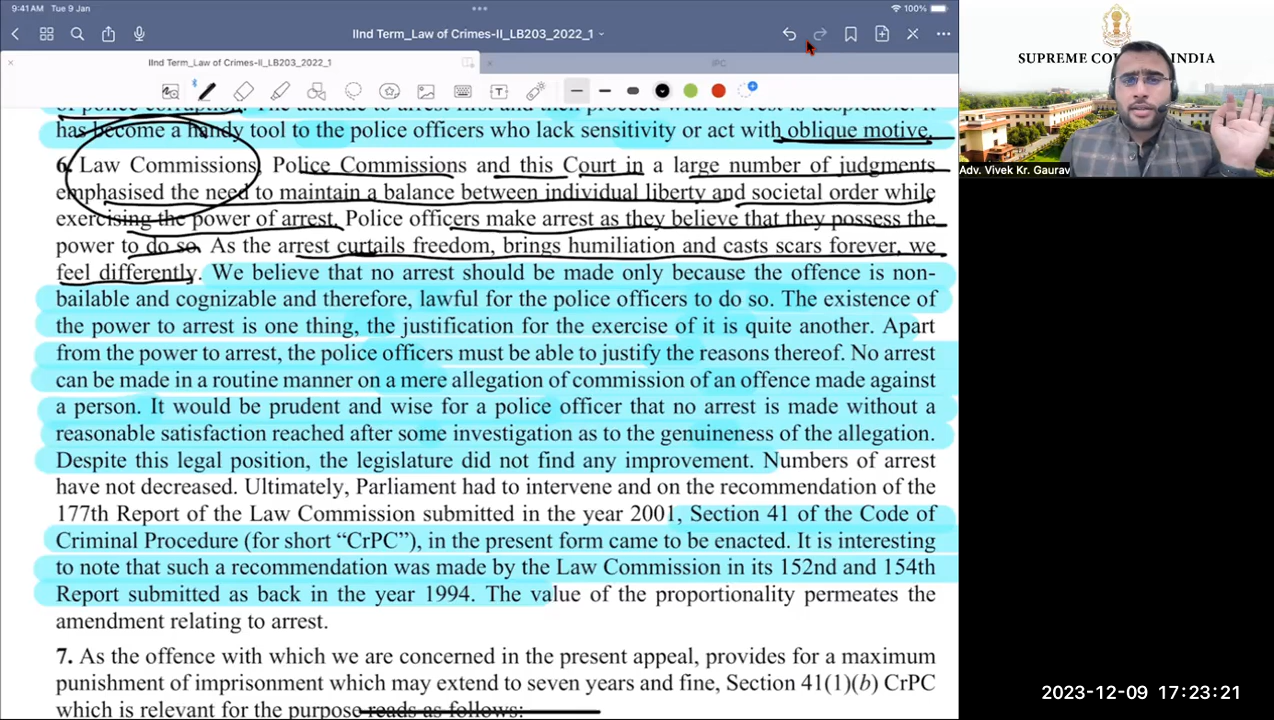 9:41 AM Tue 9 Jan
100%
IInd Term_Law of Crimes-II_LB203_2022_1
IInd Term_Law of Crimes-II_LB203_2022_1
IPC
SUPREME CO INDIA
Adv. Vivek Kr. Gaurav
has become a handy tool to the police officers who lack sensitivity or act with oblique motive.
6. Law Commissions, Police Commissions and this Court in a large number of judgments
emphasised the need to maintain a balance between individual liberty and societal order while
exercising the power of arrest. Police officers make arrest as they believe that they possess the
power to do so. As the arrest curtails freedom, brings humiliation and casts scars forever, we
feel differently. We believe that no arrest should be made only because the offence is non-
bailable and cognizable and therefore, lawful for the police officers to do so. The existence of
the power to arrest is one thing, the justification for the exercise of it is quite another. Apart
from the power to arrest, the police officers must be able to justify the reasons thereof. No arrest
can be made in a routine manner on a mere allegation of commission of an offence made against
a person. It would be prudent and wise for a police officer that no arrest is made without a
reasonable satisfaction reached after some investigation as to the genuineness of the allegation.
Despite this legal position, the legislature did not find any improvement. Numbers of arrest
have not decreased. Ultimately, Parliament had to intervene and on the recommendation of the
177th Report of the Law Commission submitted in the year 2001, Section 41 of the Code of
Criminal Procedure (for short “CrPC”), in the present form came to be enacted. It is interesting
to note that such a recommendation was made by the Law Commission in its 152nd and 154th
Report submitted as back in the year 1994. The value of the proportionality permeates the
amendment relating to arrest.
7. As the offence with which we are concerned in the present appeal, provides for a maximum
punishment of imprisonment which may extend to seven years and fine, Section 41(1)(b) CrPC
which is relevant for the purpose reads as follows:
2023-12-09 17:23:21